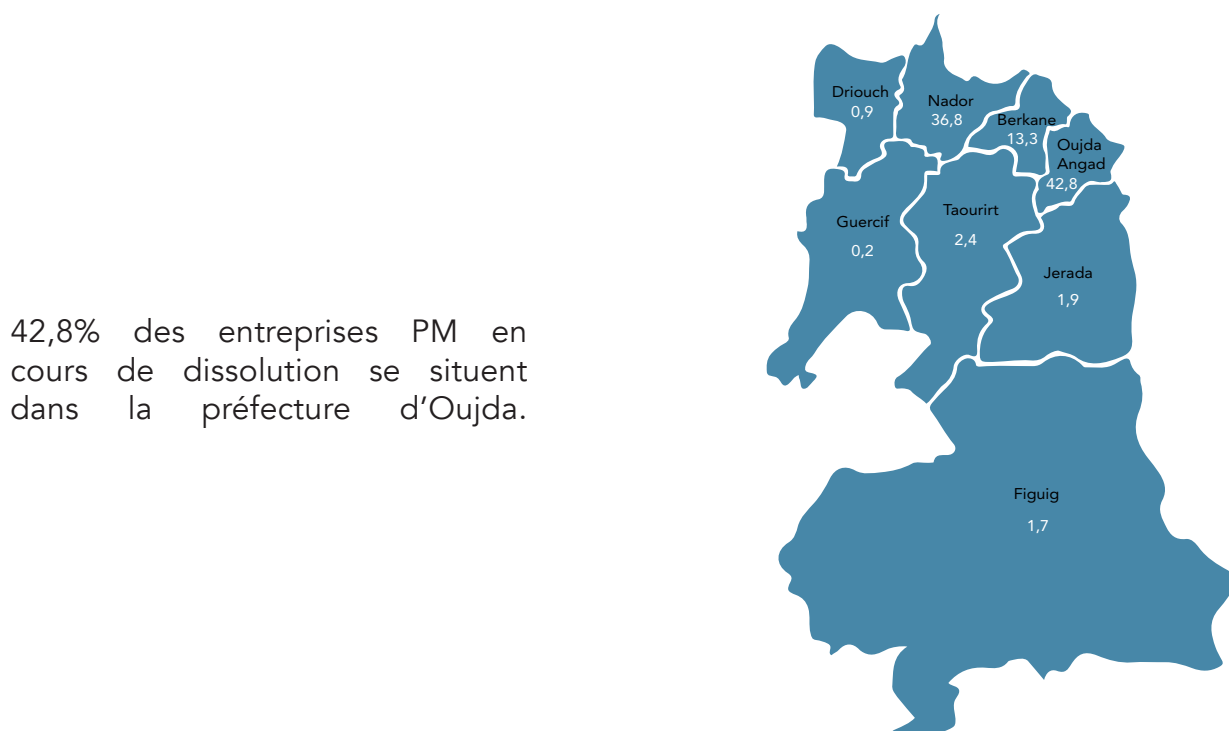 42,8% des entreprises PM en
cours de dissolution se situent
dans la préfecture d’Oujda.
Driouch
0,9
Nador
36,8
Berkane
13,3
Oujda
Angad
42,8
Guercif
0,2
Taourirt
2,4
Jerada
1,9
Figuig
1,7